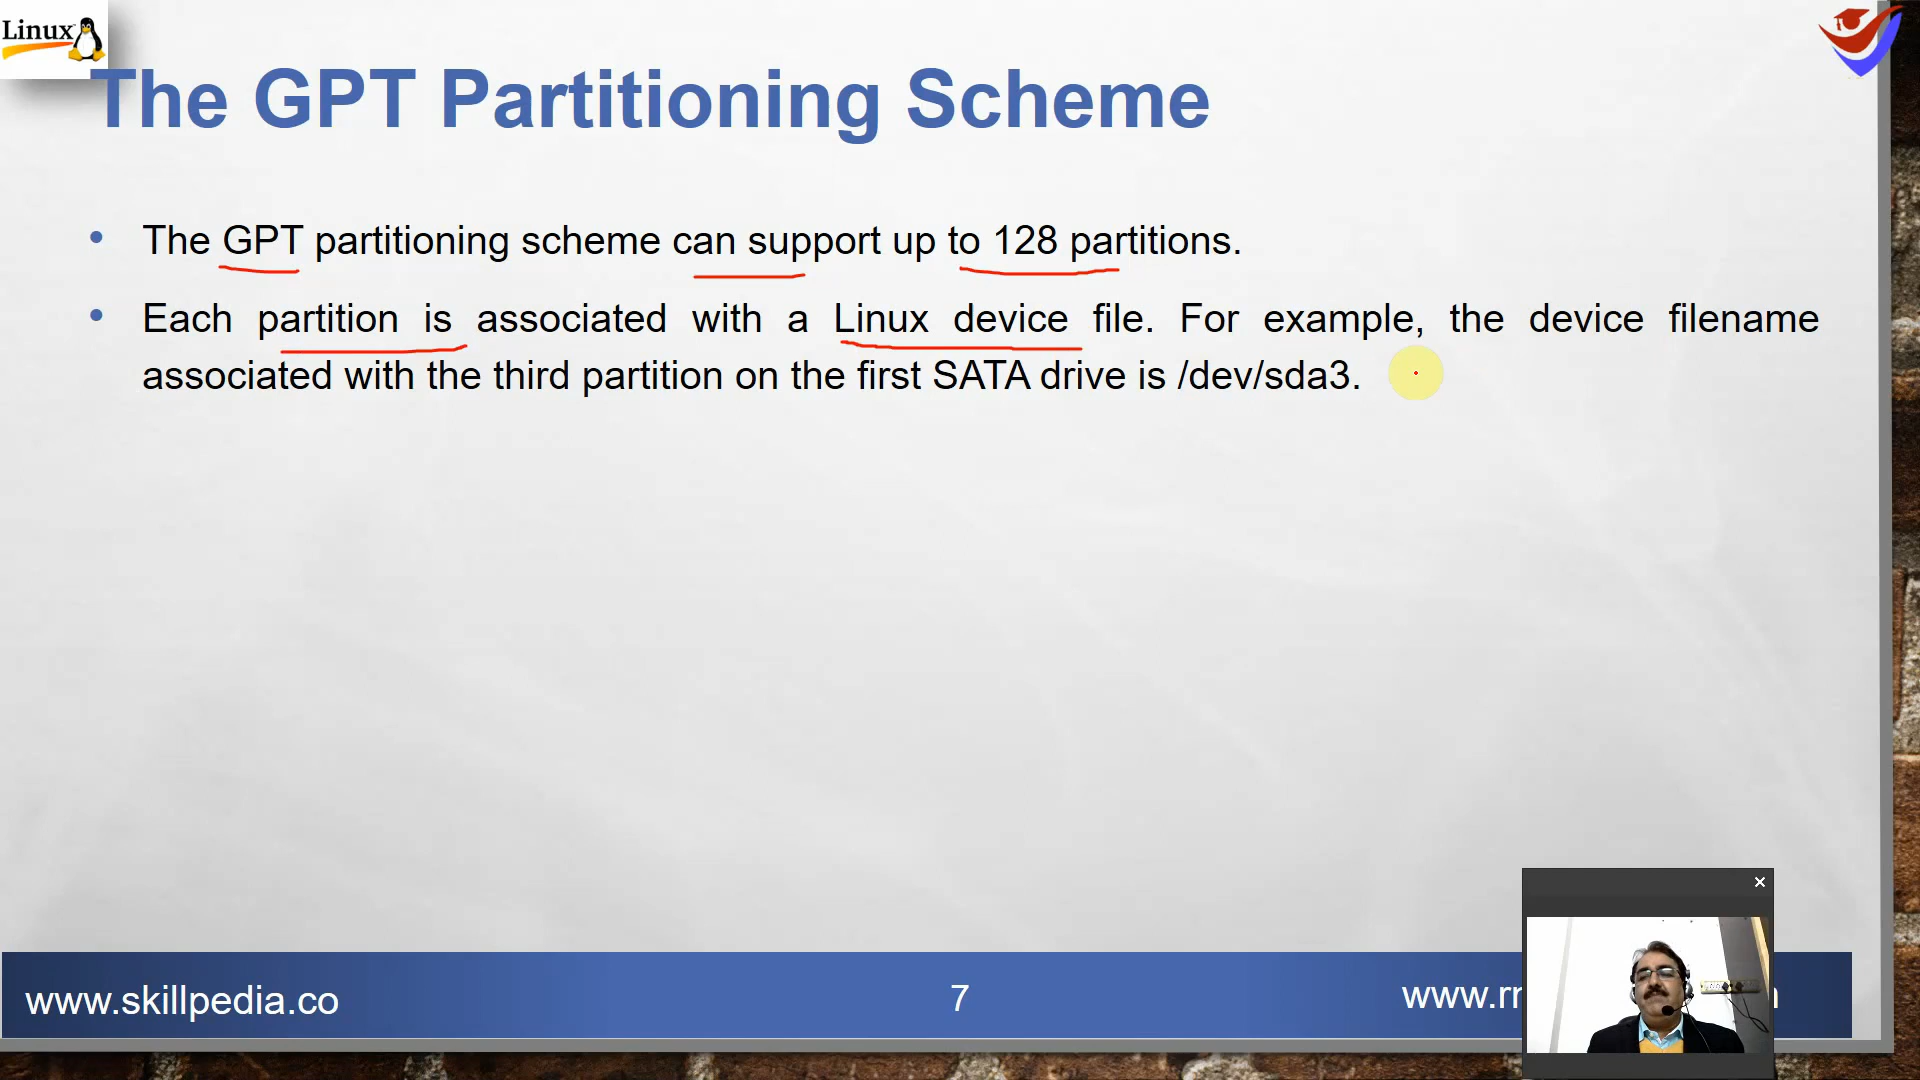 Linux
The GPT Partitioning Scheme
• The GPT partitioning scheme can support up to 128 partitions.
• Each partition is associated with a Linux device file. For example, the device filename
associated with the third partition on the first SATA drive is /dev/sda3.
www.skillpedia.co
7